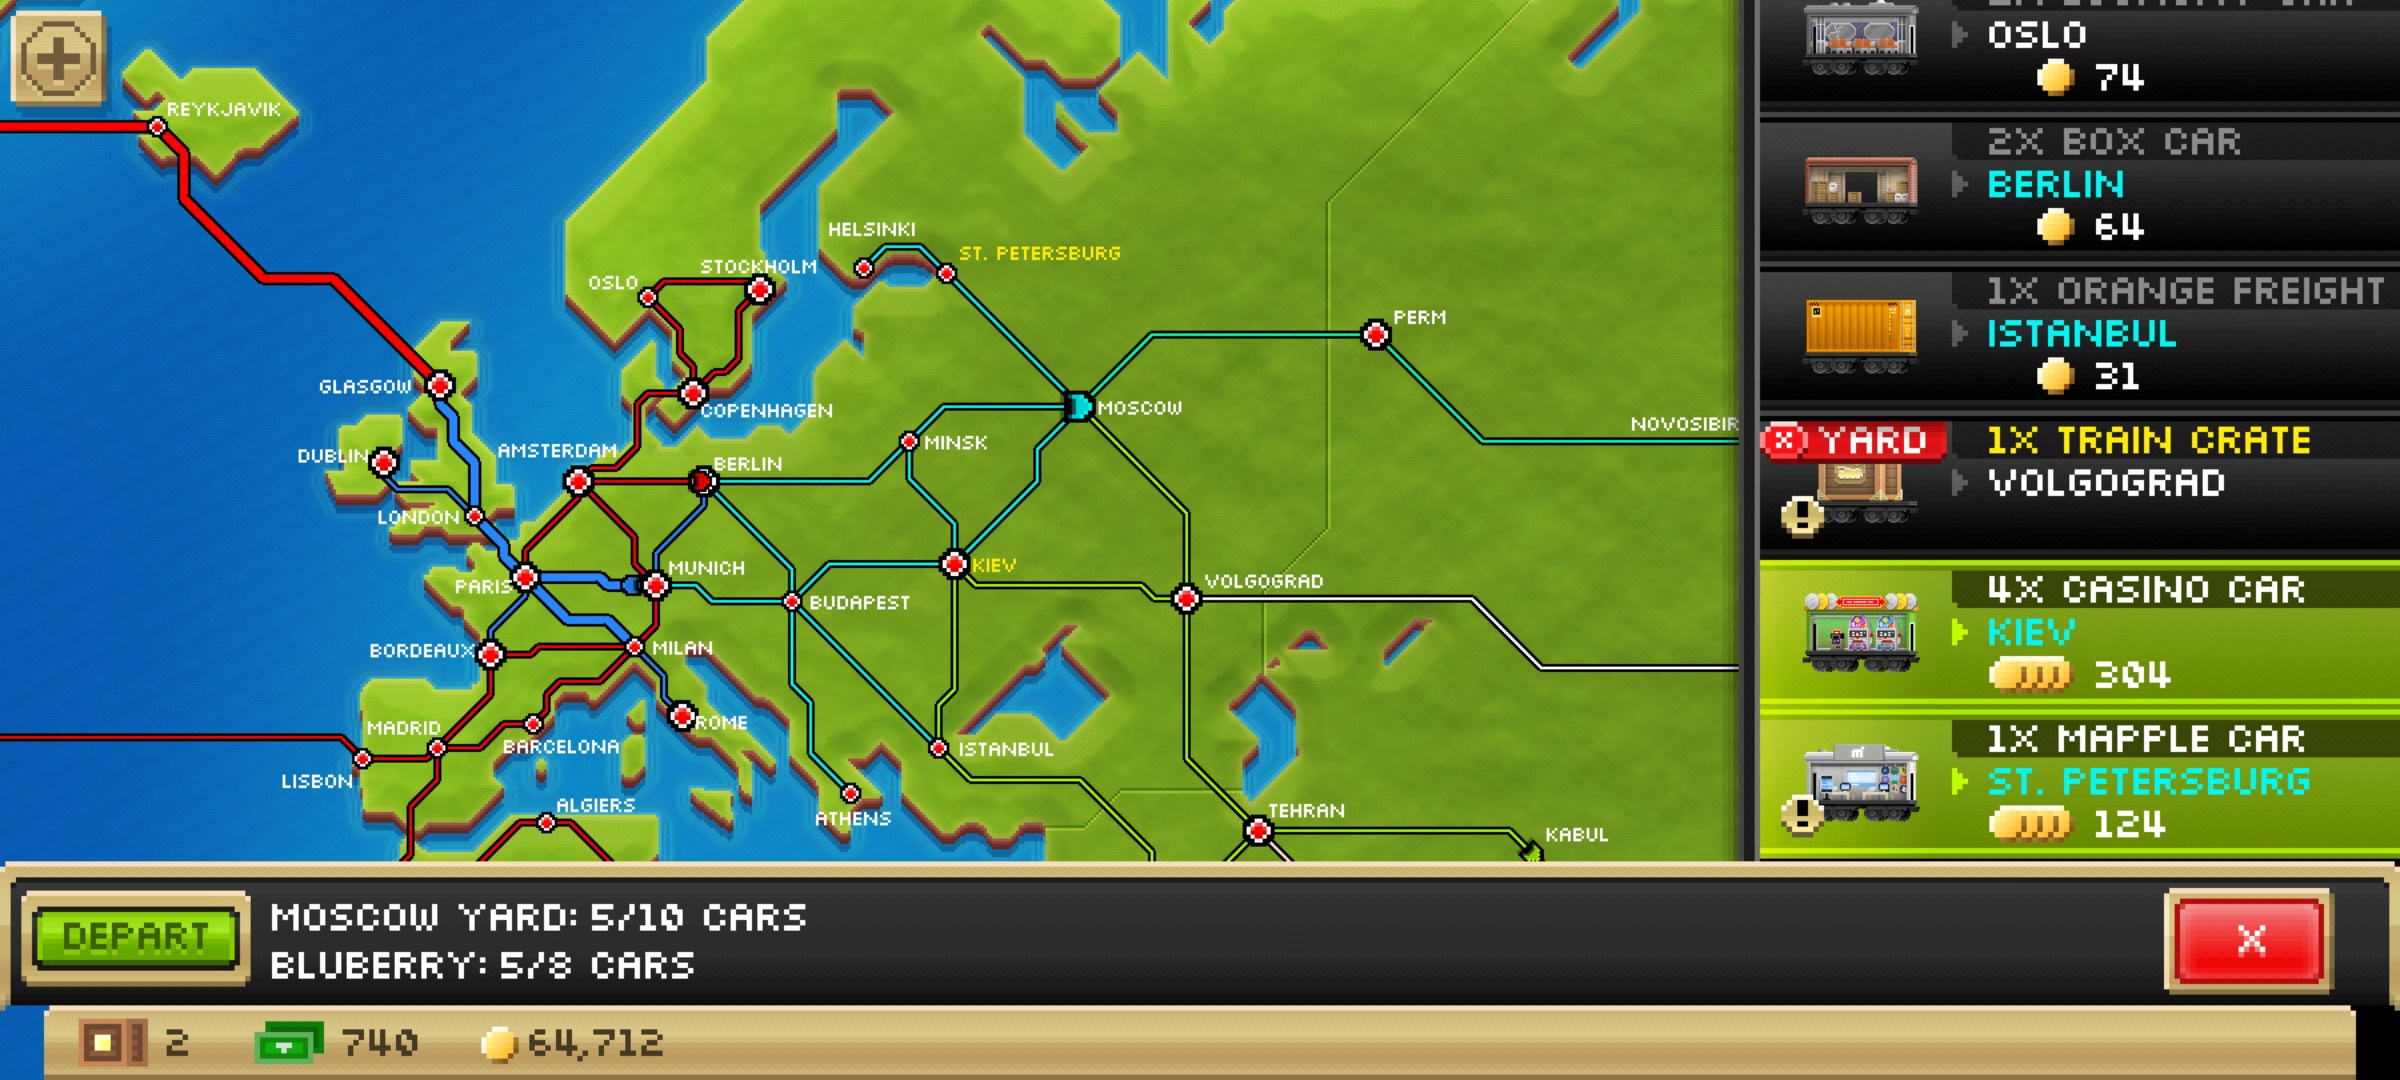 REYKJAVIK
HELSINKI
ST. PETERSBURG
STOCKHOLM
OSLO
PERM
GLASGOW
COPENHAGEN
MOSCOW
NOVOSIBIR
MINSK
DUBLIN
AMSTERDAM
BERLIN
LONDON
MUNICH
KIEV
PARIS
VOLGOGRAD
BUDAPEST
BORDEAUX
MILAN
MADRID
ROME
BARCELONA
ISTANBUL
LISBON
ALGIERS
ATHENS
TEHRAN
KABUL
OSLO
74
2X BOX CAR
BERLIN
64
1X ORANGE FREIGHT
ISTANBUL
31
YARD
1X TRAIN CRATE
VOLGOGRAD
4X CASINO CAR
KIEV
304
1X MAPPLE CAR
ST. PETERSBURG
124
DEPART
MOSCOW YARD: 5/10 CARS
BLUBERRY: 5/8 CARS
X
2
740
64,712